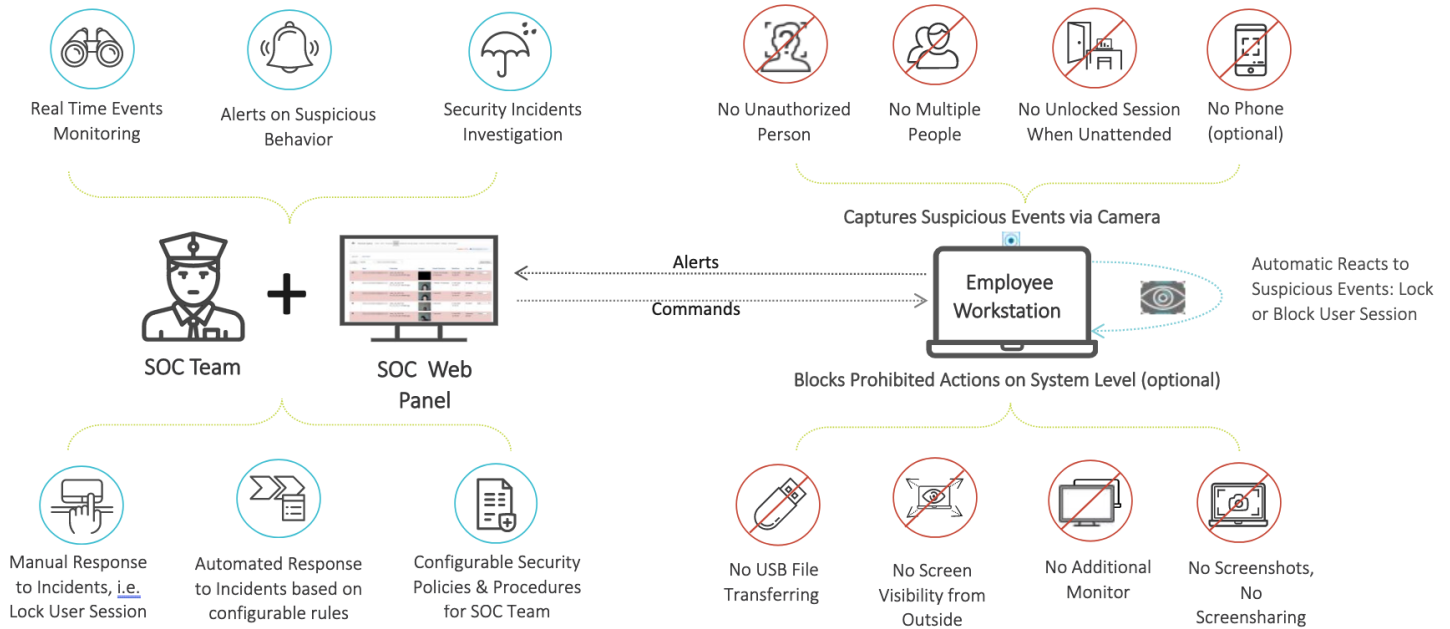 Real Time Events
Monitoring
Alerts on Suspicious
Behavior
Security Incidents
Investigation
No Unauthorized
Person
No Multiple
People
No Unlocked Session
When Unattended
No Phone
(optional)
Captures Suspicious Events via Camera
SOC Team
SOC Web
Panel
Alerts
Commands
Employee
Workstation
Automatic Reacts to
Suspicious Events: Lock
or Block User Session
Blocks Prohibited Actions on System Level (optional)
Manual Response
to Incidents, i.e.
Lock User Session
Automated Response
to Incidents based on
configurable rules
Configurable Security
Policies & Procedures
for SOC Team
No USB File
Transferring
No Screen
Visibility from
Outside
No Additional
Monitor
No Screenshots,
No
Screensharing